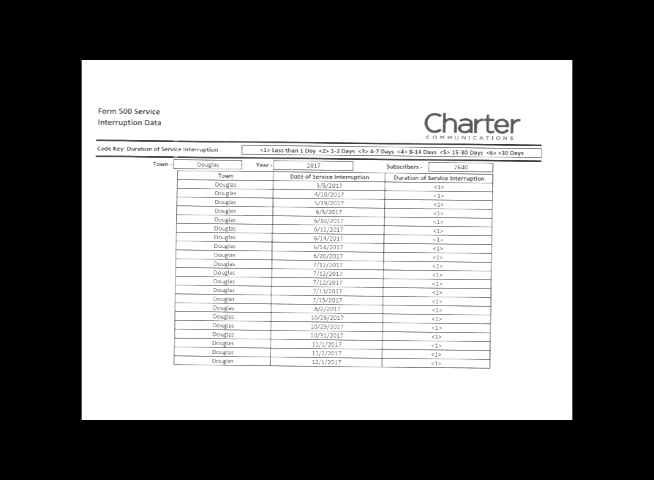 Form 500 Service
Interruption Data
Charter
COMMUNICATIONS
Code Key: Duration of Service Interruption <1> Less than 1 Day <2> 1-3 Days <3> 4-7 Days <4> 8-14 Days <5> 15-30 Days <6> >30 Days
Town - Douglas Year - 2017 Subscribers - 2640
Town Date of Service Interruption Duration of Service Interruption
Douglas 3/8/2017 <1>
Douglas 4/10/2017 <1>
Douglas 5/19/2017 <1>
Douglas 6/5/2017 <1>
Douglas 6/10/2017 <1>
Douglas 6/12/2017 <1>
Douglas 6/14/2017 <1>
Douglas 6/14/2017 <1>
Douglas 6/20/2017 <1>
Douglas 7/12/2017 <1>
Douglas 7/12/2017 <1>
Douglas 7/12/2017 <1>
Douglas 7/13/2017 <1>
Douglas 7/15/2017 <1>
Douglas 8/2/2017 <1>
Douglas 10/26/2017 <1>
Douglas 10/29/2017 <1>
Douglas 10/31/2017 <1>
Douglas 11/1/2017 <1>
Douglas 11/2/2017 <1>
Douglas 12/1/2017 <1>